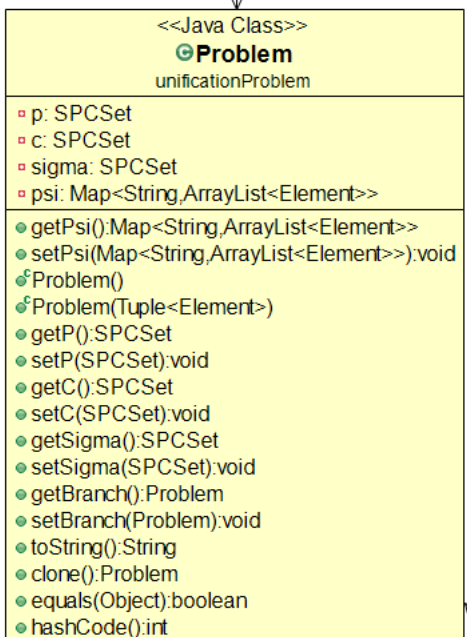 <<Java Class>>
Problem
unificationProblem
p: SPCSet
c: SPCSet
sigma: SPCSet
psi: Map<String,ArrayList<Element>>
getPsi():Map<String,ArrayList<Element>>
setPsi(Map<String,ArrayList<Element>>):void
Problem()
Problem(Tuple<Element>)
getP():SPCSet
setP(SPCSet):void
getC():SPCSet
setC(SPCSet):void
getSigma():SPCSet
setSigma(SPCSet):void
getBranch():Problem
setBranch(Problem):void
toString():String
clone():Problem
equals(Object):boolean
hashCode():int